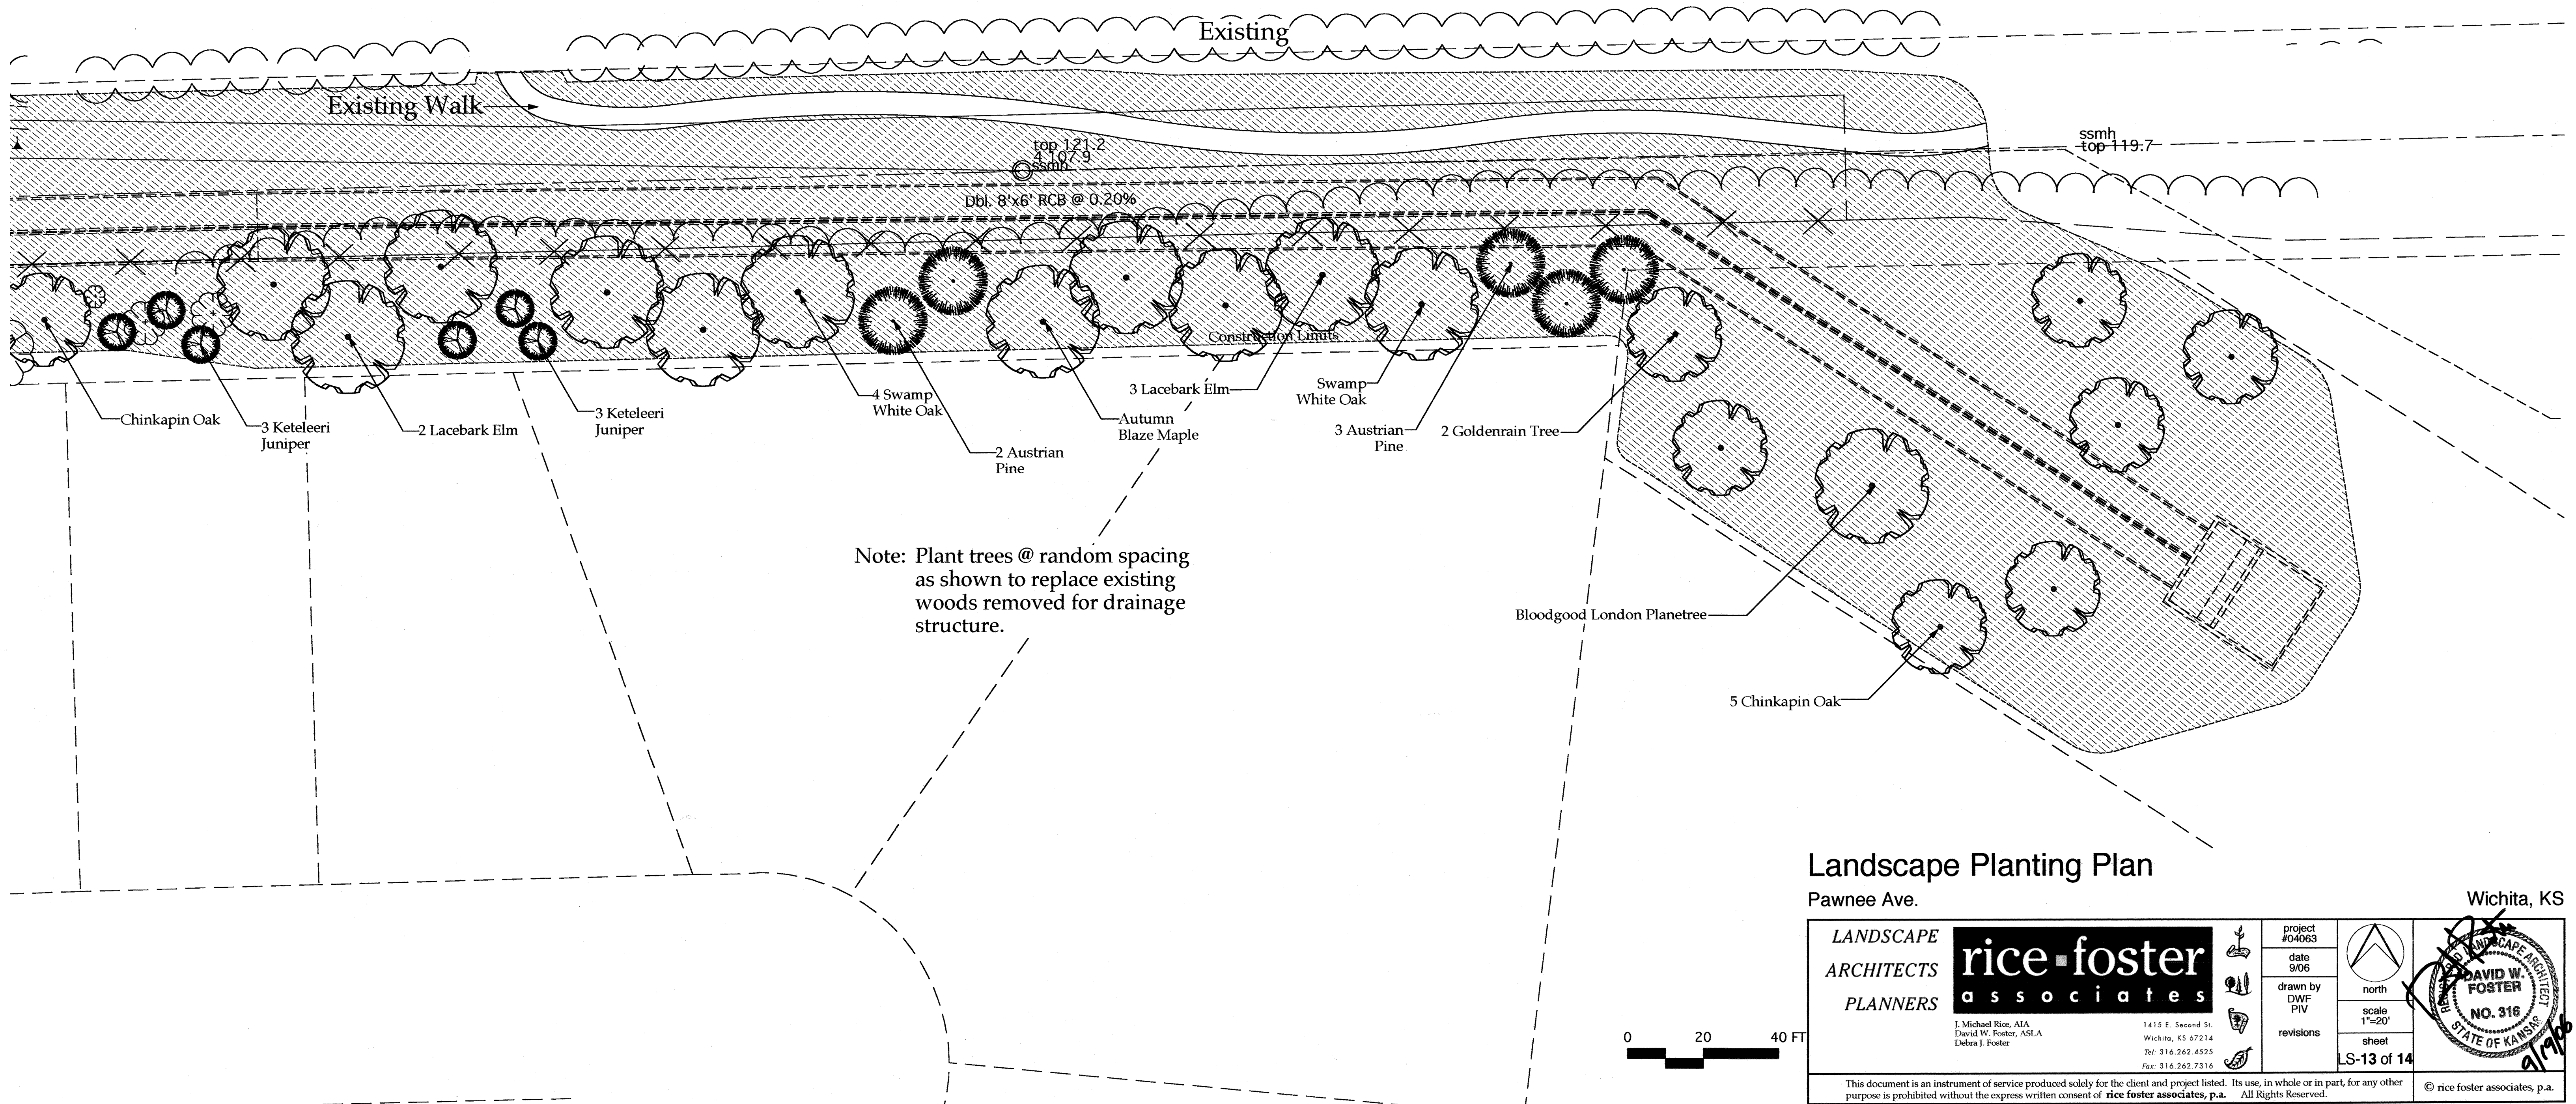 Existing
Existing Walk
top 121.2
4 107.9
ssmh
ssmh
top 119.7
Dbl. 8'x6' RCB @ 0.20%
Construction Limits
Chinkapin Oak
3 Keteleeri
Juniper
2 Lacebark Elm
3 Keteleeri
Juniper
4 Swamp
White Oak
2 Austrian
Pine
Autumn
Blaze Maple
3 Lacebark Elm
Swamp
White Oak
3 Austrian
Pine
2 Goldenrain Tree
Note: Plant trees @ random spacing
as shown to replace existing
woods removed for drainage
structure.
Bloodgood London Planetree
5 Chinkapin Oak
Landscape Planting Plan
Pawnee Ave.
Wichita, KS
LANDSCAPE
ARCHITECTS
PLANNERS
rice foster
associates
J. Michael Rice, AIA
David W. Foster, ASLA
Debra J. Foster
1415 E. Second St.
Wichita, KS 67214
Tel: 316.262.4525
Fax: 316.262.7316
project
#04063
date
9/06
drawn by
DWF
PIV
revisions
north
scale
1"=20'
sheet
LS-13 of 14
REGISTERED LANDSCAPE ARCHITECT
DAVID W.
FOSTER
NO. 316
STATE OF KANSAS
9/19/06
0 20 40 FT
This document is an instrument of service produced solely for the client and project listed. Its use, in whole or in part, for any other
purpose is prohibited without the express written consent of rice foster associates, p.a. All Rights Reserved.
© rice foster associates, p.a.